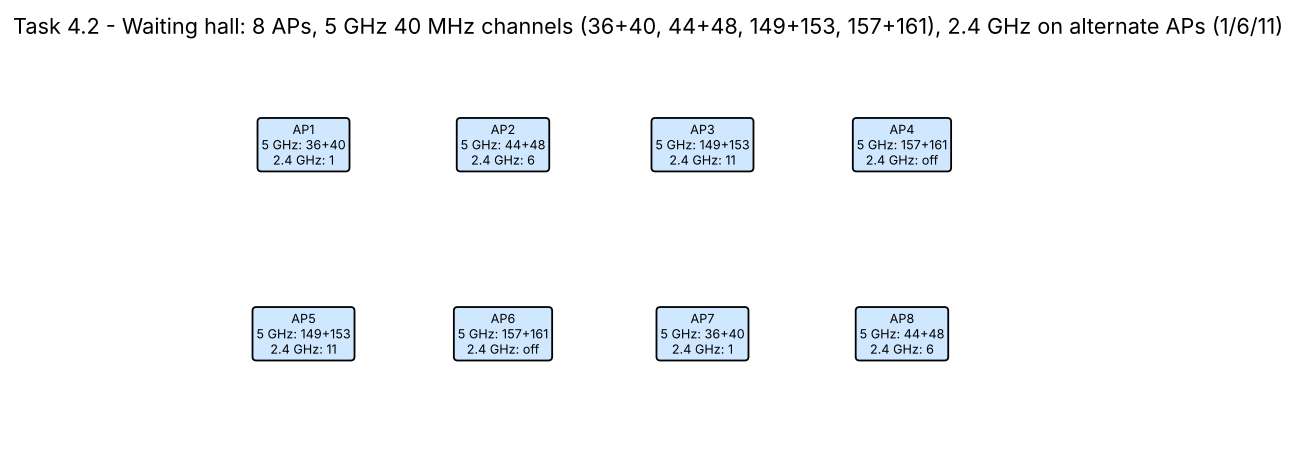 Task 4.2 - Waiting hall: 8 APs, 5 GHz 40 MHz channels (36+40, 44+48, 149+153, 157+161), 2.4 GHz on alternate APs (1/6/11)
AP1
5 GHz: 36+40
2.4 GHz: 1
AP2
5 GHz: 44+48
2.4 GHz: 6
AP3
5 GHz: 149+153
2.4 GHz: 11
AP4
5 GHz: 157+161
2.4 GHz: off
AP5
5 GHz: 149+153
2.4 GHz: 11
AP6
5 GHz: 157+161
2.4 GHz: off
AP7
5 GHz: 36+40
2.4 GHz: 1
AP8
5 GHz: 44+48
2.4 GHz: 6